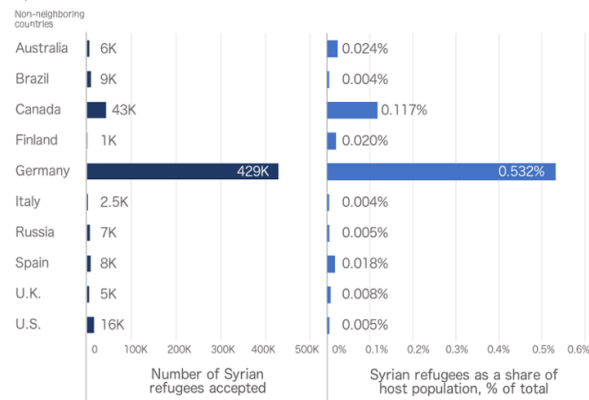 Non-neighboring
countries
Australia 6K 0.024%
Brazil 9K 0.004%
Canada 43K 0.117%
Finland 1K 0.020%
Germany 429K 0.532%
Italy 2.5K 0.004%
Russia 7K 0.005%
Spain 8K 0.018%
U.K. 5K 0.008%
U.S. 16K 0.005%
0 100K 200K 300K 400K 500K 0% 0.1% 0.2% 0.3% 0.4% 0.5% 0.6%
Number of Syrian
refugees accepted
Syrian refugees as a share of
host population, % of total